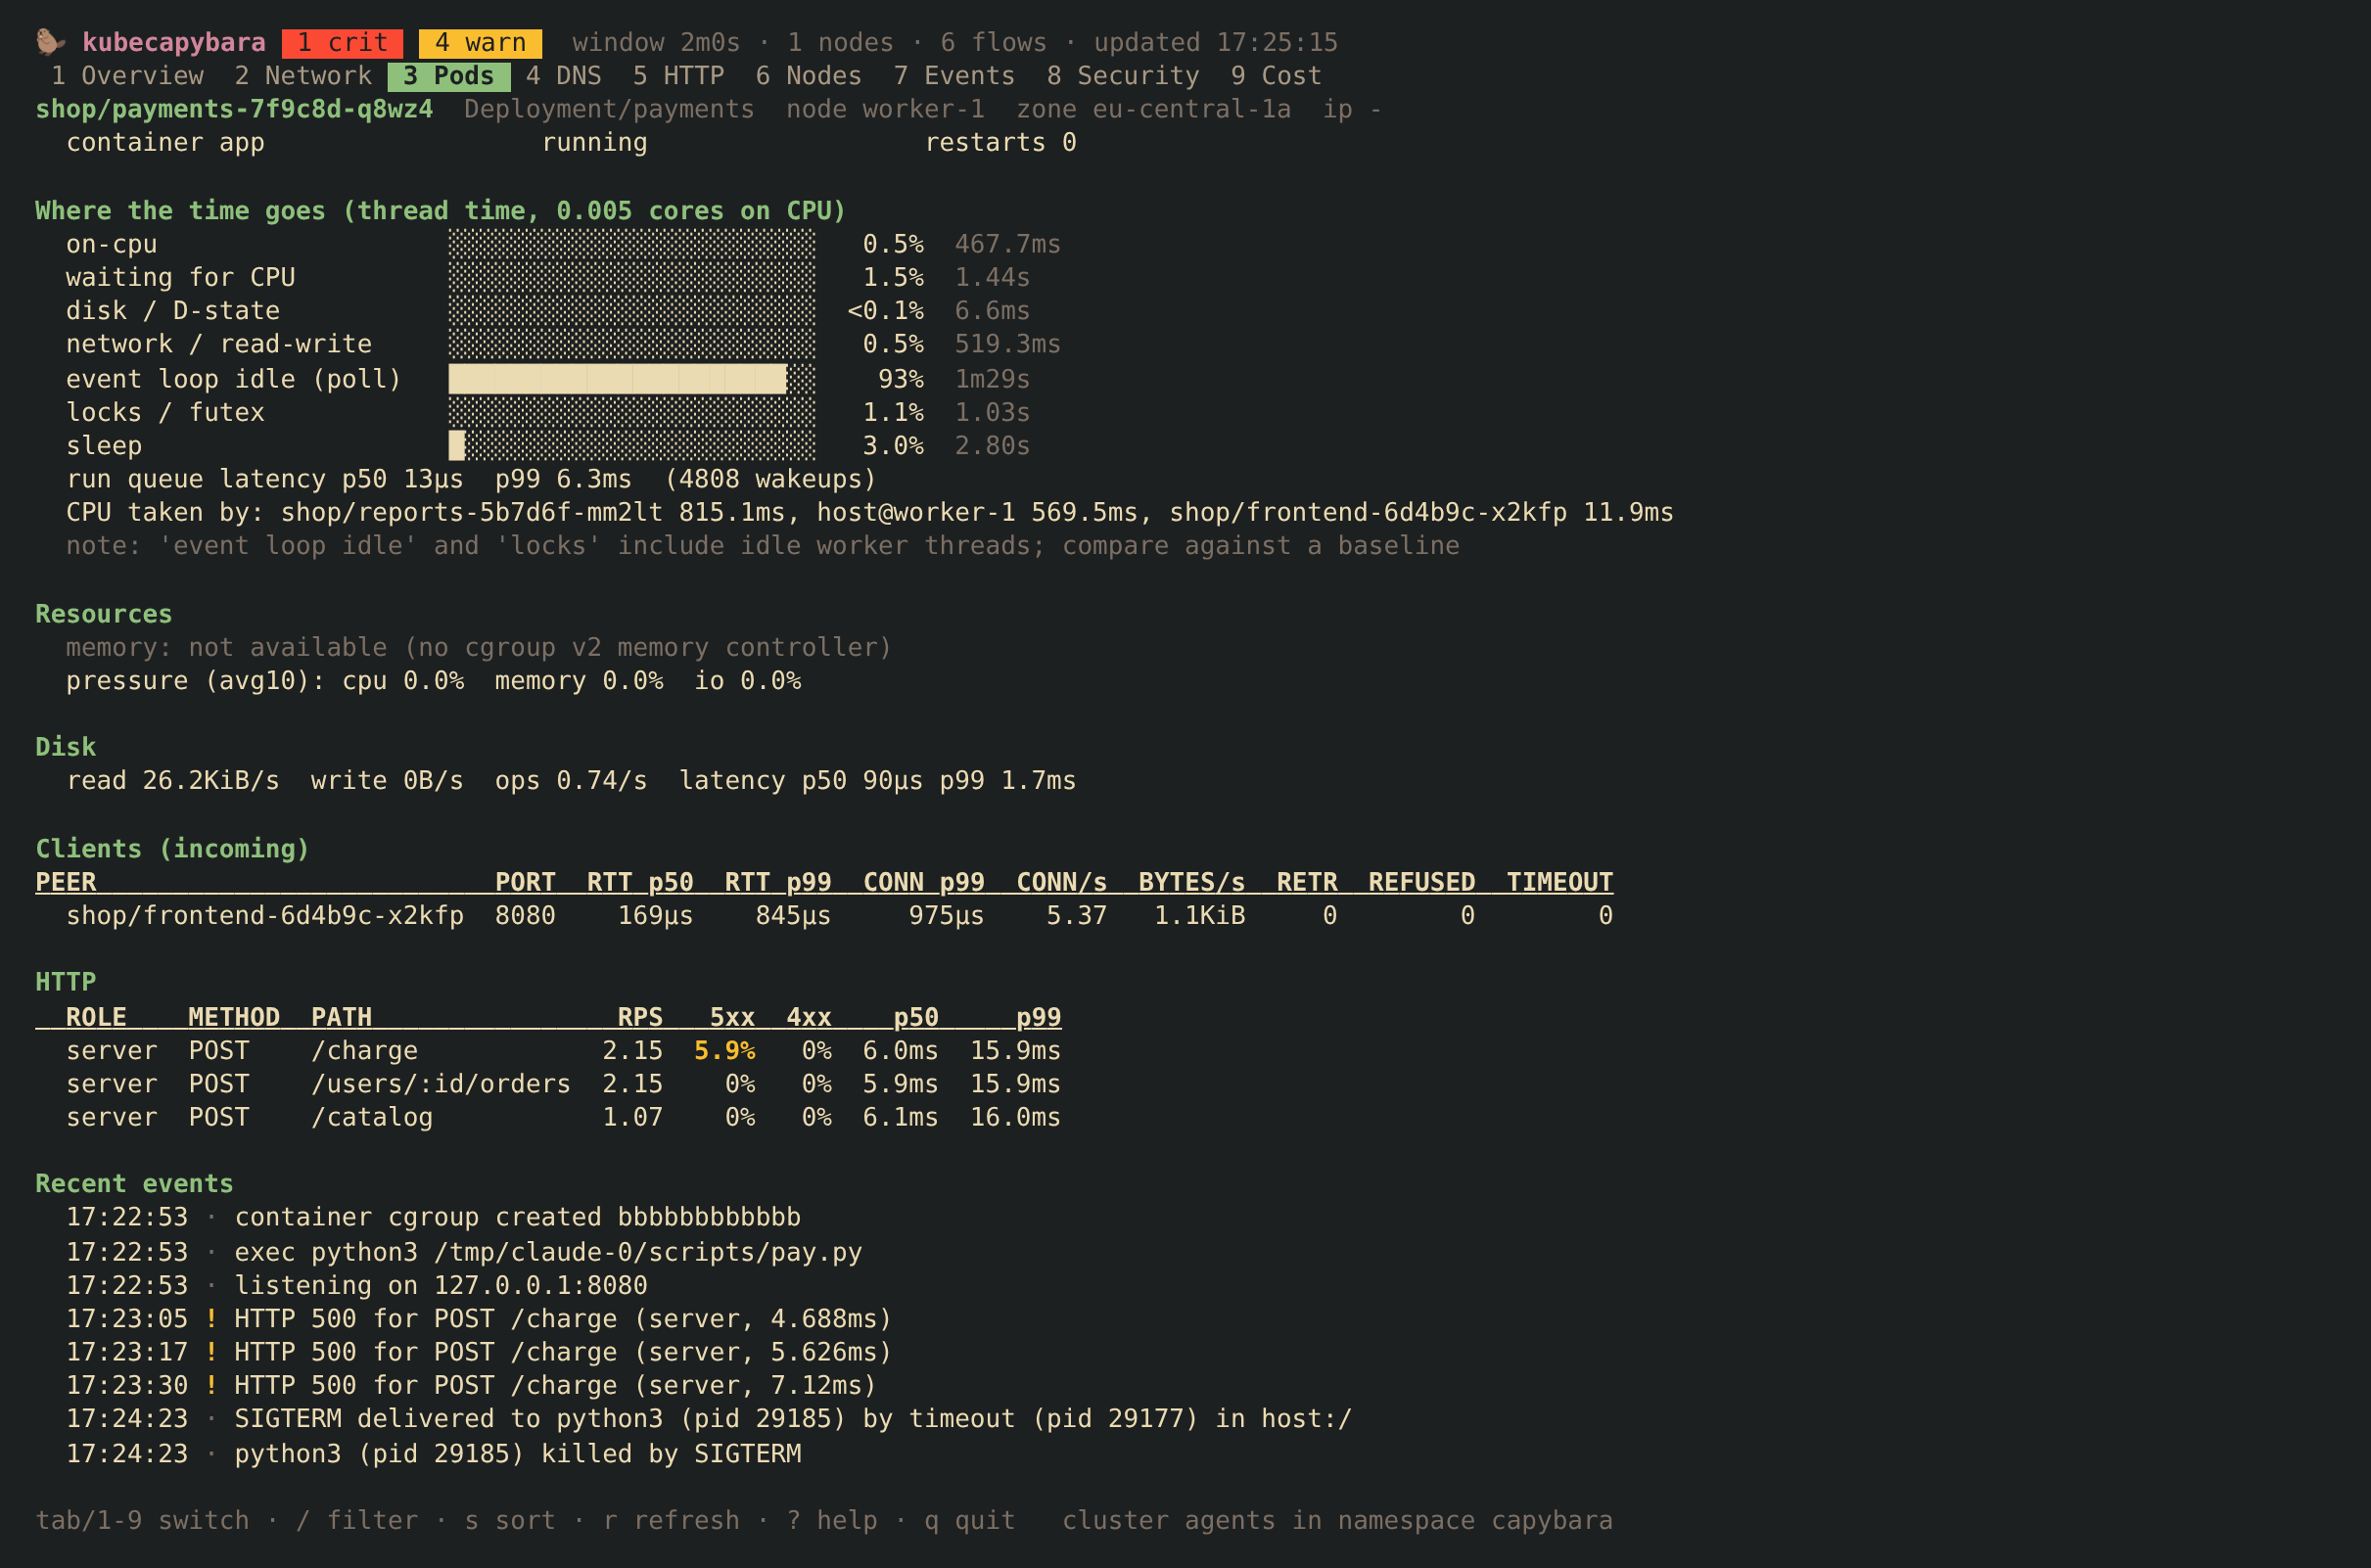 kubecapybara 1 crit 4 warn window 2m0s · 1 nodes · 6 flows · updated 17:25:15
1 Overview 2 Network 3 Pods 4 DNS 5 HTTP 6 Nodes 7 Events 8 Security 9 Cost
shop/payments-7f9c8d-q8wz4 Deployment/payments node worker-1 zone eu-central-1a ip -
container app running restarts 0
Where the time goes (thread time, 0.005 cores on CPU)
on-cpu 0.5% 467.7ms
waiting for CPU 1.5% 1.44s
disk / D-state <0.1% 6.6ms
network / read-write 0.5% 519.3ms
event loop idle (poll) 93% 1m29s
locks / futex 1.1% 1.03s
sleep 3.0% 2.80s
run queue latency p50 13µs p99 6.3ms (4808 wakeups)
CPU taken by: shop/reports-5b7d6f-mm2lt 815.1ms, host@worker-1 569.5ms, shop/frontend-6d4b9c-x2kfp 11.9ms
note: 'event loop idle' and 'locks' include idle worker threads; compare against a baseline
Resources
memory: not available (no cgroup v2 memory controller)
pressure (avg10): cpu 0.0% memory 0.0% io 0.0%
Disk
read 26.2KiB/s write 0B/s ops 0.74/s latency p50 90µs p99 1.7ms
Clients (incoming)
PEER PORT RTT p50 RTT p99 CONN p99 CONN/s BYTES/s RETR REFUSED TIMEOUT
shop/frontend-6d4b9c-x2kfp 8080 169µs 845µs 975µs 5.37 1.1KiB 0 0 0
HTTP
ROLE METHOD PATH RPS 5xx 4xx p50 p99
server POST /charge 2.15 5.9% 0% 6.0ms 15.9ms
server POST /users/:id/orders 2.15 0% 0% 5.9ms 15.9ms
server POST /catalog 1.07 0% 0% 6.1ms 16.0ms
Recent events
17:22:53 · container cgroup created bbbbbbbbbbbb
17:22:53 · exec python3 /tmp/claude-0/scripts/pay.py
17:22:53 · listening on 127.0.0.1:8080
17:23:05 ! HTTP 500 for POST /charge (server, 4.688ms)
17:23:17 ! HTTP 500 for POST /charge (server, 5.626ms)
17:23:30 ! HTTP 500 for POST /charge (server, 7.12ms)
17:24:23 · SIGTERM delivered to python3 (pid 29185) by timeout (pid 29177) in host:/
17:24:23 · python3 (pid 29185) killed by SIGTERM
tab/1-9 switch · / filter · s sort · r refresh · ? help · q quit cluster agents in namespace capybara